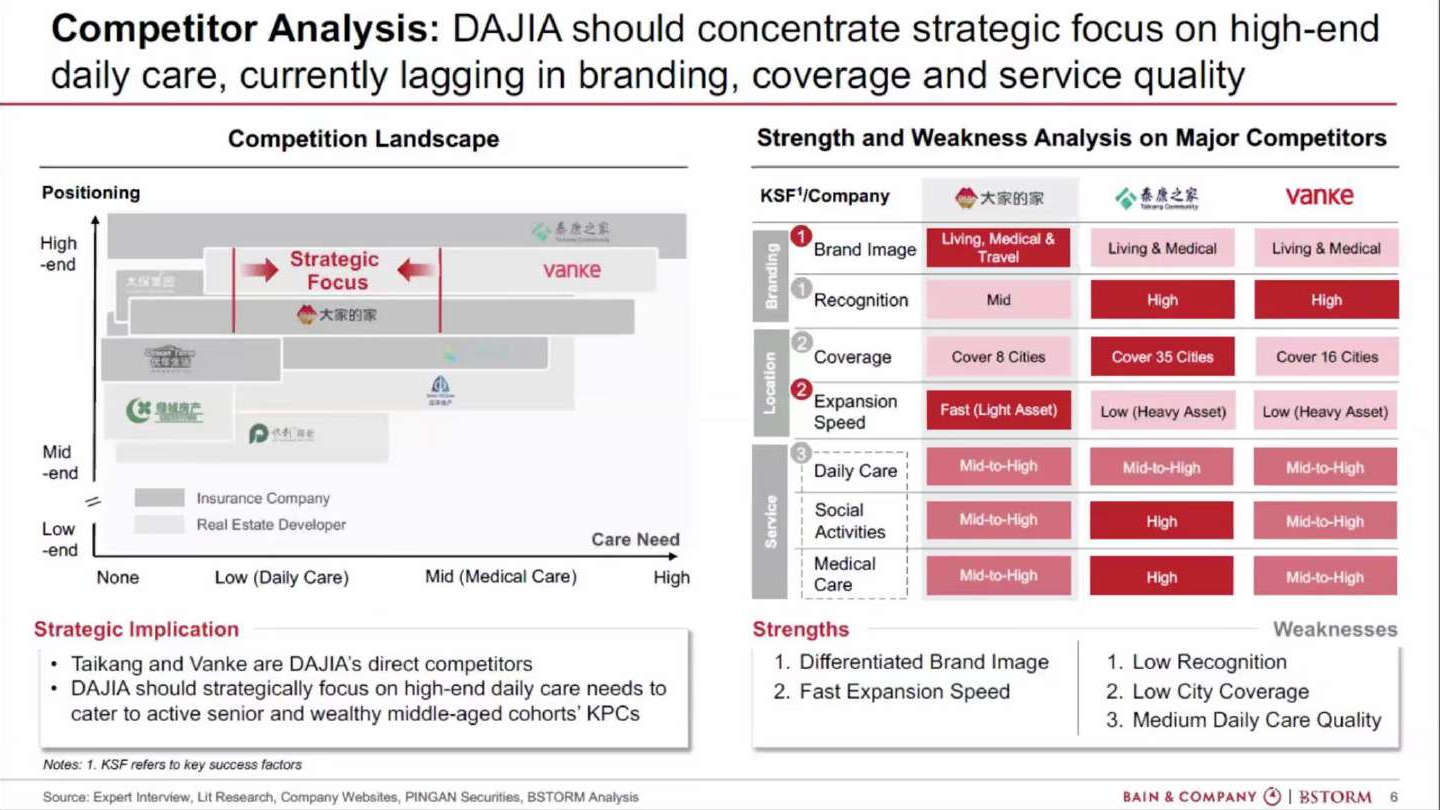 Competitor Analysis: DAJIA should concentrate strategic focus on high-end
daily care, currently lagging in branding, coverage and service quality
Competition Landscape
Positioning
High
-end
Mid
-end
Low
-end
泰康之家
Taikang Community
Strategic
Focus
vanke
大家的家
绿城房产
Insurance Company
Real Estate Developer
Care Need
None
Low (Daily Care)
Mid (Medical Care)
High
Strength and Weakness Analysis on Major Competitors
KSF¹/Company
大家的家
泰康之家
Taikang Community
vanke
Branding
1
Brand Image
Living, Medical &
Travel
Living & Medical
Living & Medical
1
Recognition
Mid
High
High
Location
2
Coverage
Cover 8 Cities
Cover 35 Cities
Cover 16 Cities
2
Expansion
Speed
Fast (Light Asset)
Low (Heavy Asset)
Low (Heavy Asset)
Service
3
Daily Care
Mid-to-High
Mid-to-High
Mid-to-High
Social
Activities
Mid-to-High
High
Mid-to-High
Medical
Care
Mid-to-High
High
Mid-to-High
Strategic Implication
• Taikang and Vanke are DAJIA's direct competitors
• DAJIA should strategically focus on high-end daily care needs to
cater to active senior and wealthy middle-aged cohorts' KPCs
Strengths
1. Differentiated Brand Image
2. Fast Expansion Speed
Weaknesses
1. Low Recognition
2. Low City Coverage
3. Medium Daily Care Quality
Notes: 1. KSF refers to key success factors
Source: Expert Interview, Lit Research, Company Websites, PINGAN Securities, BSTORM Analysis
BAIN & COMPANY | BSTORM 6